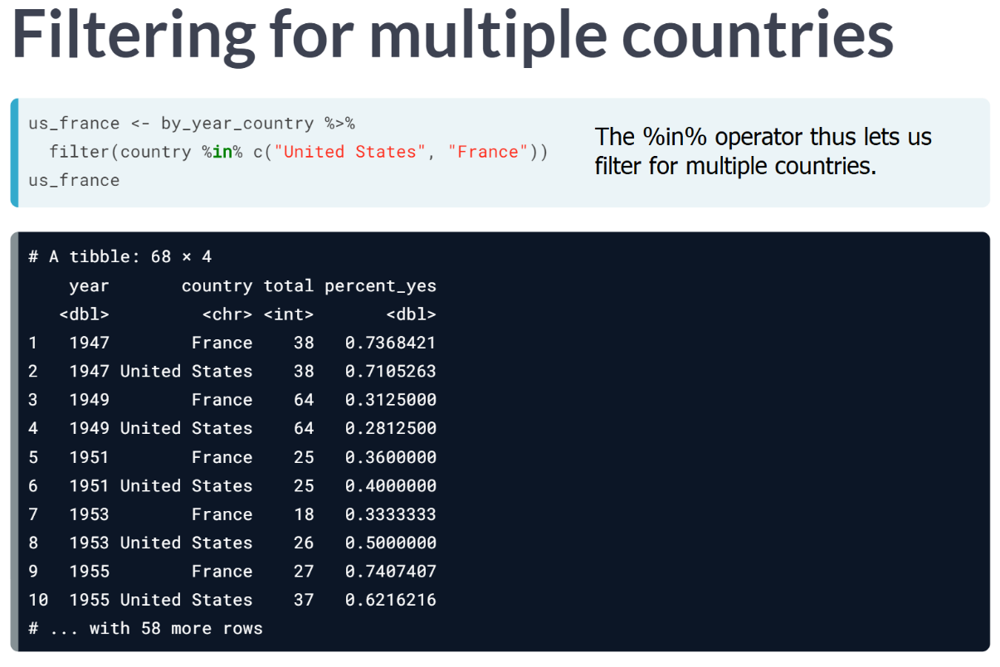 Filtering for multiple countries
us_france <- by_year_country %>%
filter(country %in% c("United States", "France"))
us_france
The %in% operator thus lets us
filter for multiple countries.
# A tibble: 68 × 4
year country total percent_yes
<dbl> <chr> <int> <dbl>
1 1947 France 38 0.7368421
2 1947 United States 38 0.7105263
3 1949 France 64 0.3125000
4 1949 United States 64 0.2812500
5 1951 France 25 0.3600000
6 1951 United States 25 0.4000000
7 1953 France 18 0.3333333
8 1953 United States 26 0.5000000
9 1955 France 27 0.7407407
10 1955 United States 37 0.6216216
# ... with 58 more rows